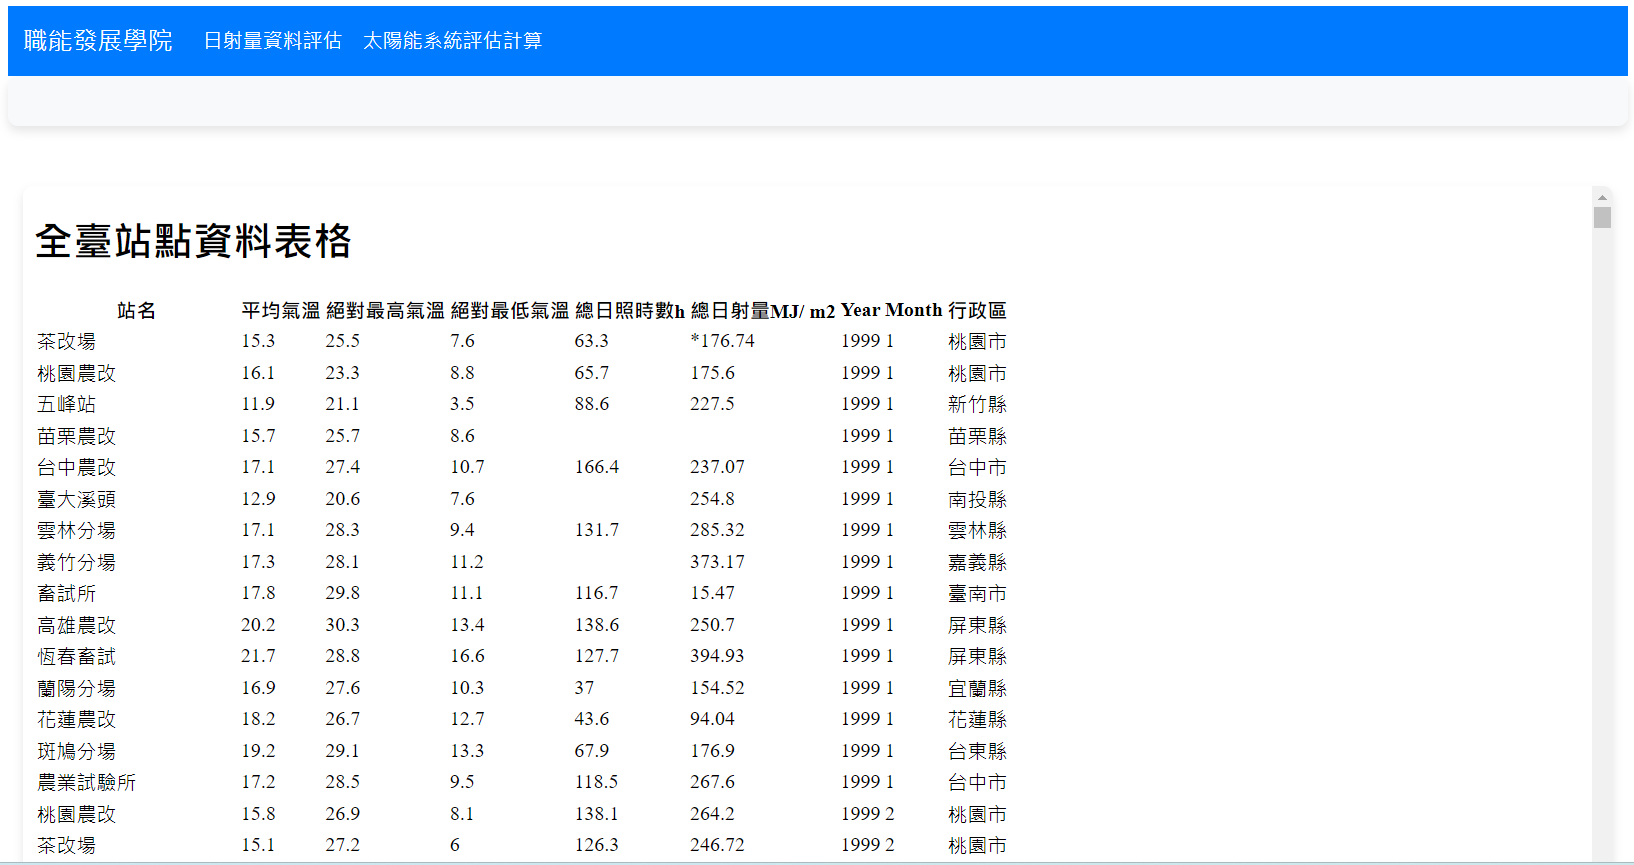 職能發展學院 日射量資料評估 太陽能系統評估計算
全臺站點資料表格
站名 平均氣溫 絕對最高氣溫 絕對最低氣溫 總日照時數h 總日射量MJ/ m2 Year Month 行政區
茶改場 15.3 25.5 7.6 63.3 *176.74 1999 1 桃園市
桃園農改 16.1 23.3 8.8 65.7 175.6 1999 1 桃園市
五峰站 11.9 21.1 3.5 88.6 227.5 1999 1 新竹縣
苗栗農改 15.7 25.7 8.6 1999 1 苗栗縣
台中農改 17.1 27.4 10.7 166.4 237.07 1999 1 台中市
臺大溪頭 12.9 20.6 7.6 254.8 1999 1 南投縣
雲林分場 17.1 28.3 9.4 131.7 285.32 1999 1 雲林縣
義竹分場 17.3 28.1 11.2 373.17 1999 1 嘉義縣
畜試所 17.8 29.8 11.1 116.7 15.47 1999 1 臺南市
高雄農改 20.2 30.3 13.4 138.6 250.7 1999 1 屏東縣
恆春畜試 21.7 28.8 16.6 127.7 394.93 1999 1 屏東縣
蘭陽分場 16.9 27.6 10.3 37 154.52 1999 1 宜蘭縣
花蓮農改 18.2 26.7 12.7 43.6 94.04 1999 1 花蓮縣
斑鳩分場 19.2 29.1 13.3 67.9 176.9 1999 1 台東縣
農業試驗所 17.2 28.5 9.5 118.5 267.6 1999 1 台中市
桃園農改 15.8 26.9 8.1 138.1 264.2 1999 2 桃園市
茶改場 15.1 27.2 6 126.3 246.72 1999 2 桃園市